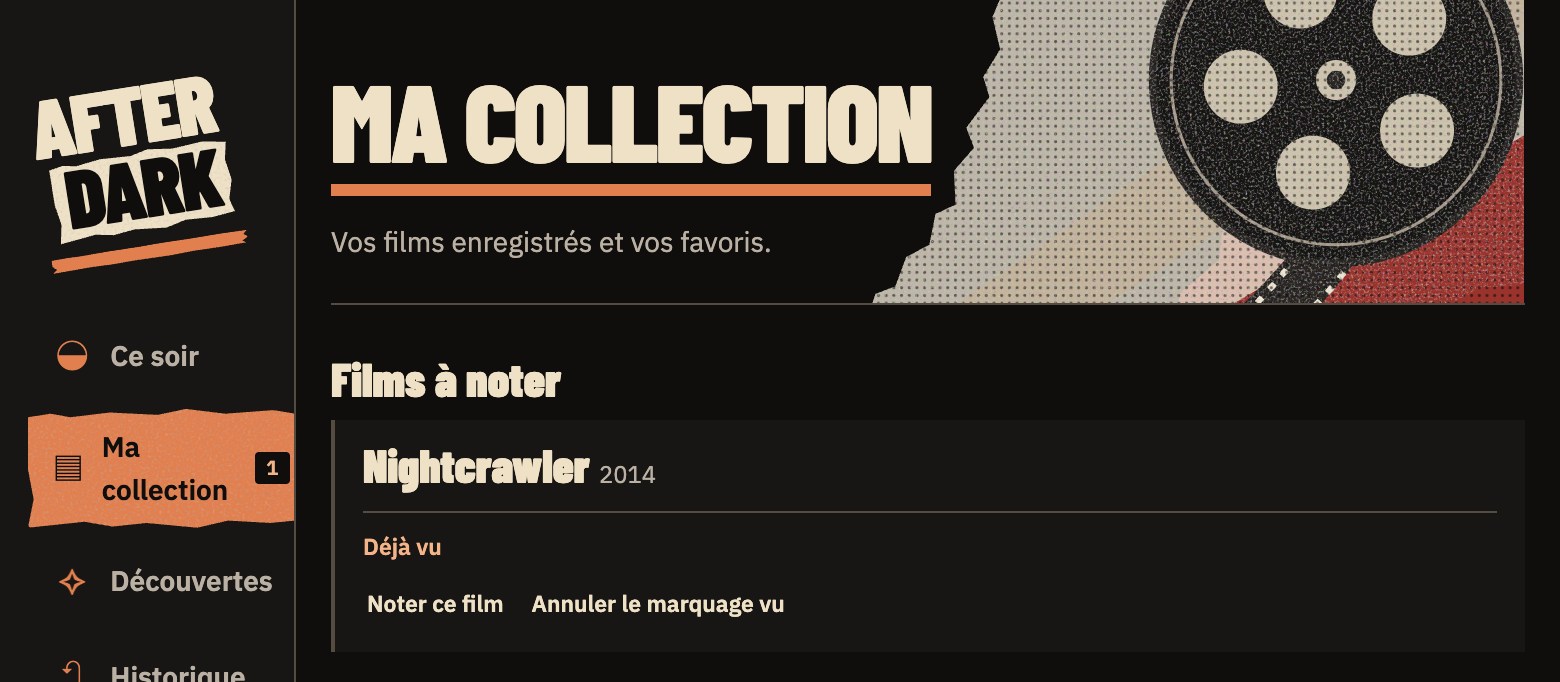 AFTER
DARK
Ce soir
Ma
collection
1
Découvertes
Historique
MA COLLECTION
Vos films enregistrés et vos favoris.
Films à noter
Nightcrawler 2014
Déjà vu
Noter ce film Annuler le marquage vu